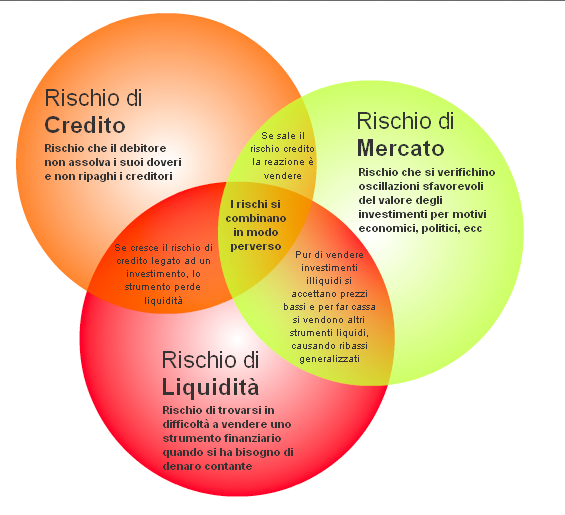 Rischio di
Credito
Rischio che il debitore
non assolva i suoi doveri
e non ripaghi i creditori
Se sale il
rischio credito
la reazione è
vendere
Rischio di
Mercato
Rischio che si verifichino
oscillazioni sfavorevoli
del valore degli
investimenti per motivi
economici, politici, ecc
I rischi si
combinano
in modo
perverso
Se cresce il rischio di
credito legato ad un
investimento, lo
strumento perde
liquidità
Pur di vendere
investimenti
illiquidi si
accettano prezzi
bassi e per far cassa
si vendono altri
strumenti liquidi,
causando ribassi
generalizzati
Rischio di
Liquidità
Rischio di trovarsi in
difficoltà a vendere uno
strumento finanziario
quando si ha bisogno di
denaro contante